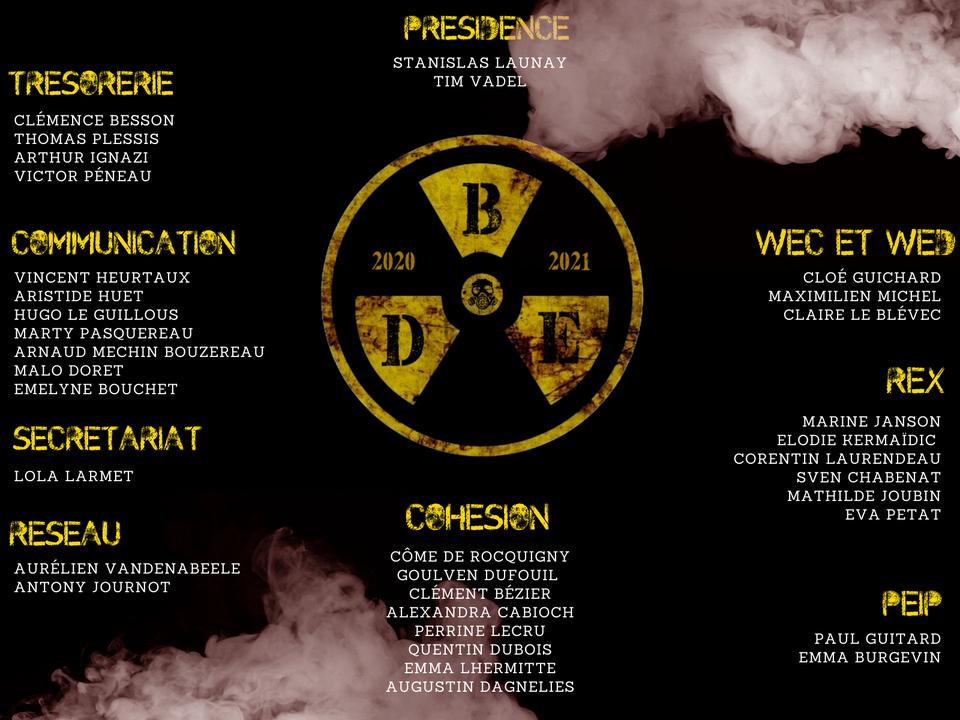 PRESIDENCE
STANISLAS LAUNAY
TIM VADEL
TRESORERIE
CLÉMENCE BESSON
THOMAS PLESSIS
ARTHUR IGNAZI
VICTOR PÉNEAU
COMMUNICATION
VINCENT HEURTAUX
ARISTIDE HUET
HUGO LE GUILLOUS
MARTY PASQUEREAU
ARNAUD MECHIN BOUZEREAU
MALO DORET
EMELYNE BOUCHET
SECRETARIAT
LOLA LARMET
RESEAU
AURÉLIEN VANDENABEELE
ANTONY JOURNOT
B
2020 2021
D E
COHESION
CÔME DE ROCQUIGNY
GOULVEN DUFOUIL
CLÉMENT BÉZIER
ALEXANDRA CABIOCH
PERRINE LECRU
QUENTIN DUBOIS
EMMA LHERMITTE
AUGUSTIN DAGNELIES
WEC ET WED
CLOÉ GUICHARD
MAXIMILIEN MICHEL
CLAIRE LE BLÉVEC
REX
MARINE JANSON
ELODIE KERMAÏDIC
CORENTIN LAURENDEAU
SVEN CHABENAT
MATHILDE JOUBIN
EVA PETAT
PEIP
PAUL GUITARD
EMMA BURGEVIN